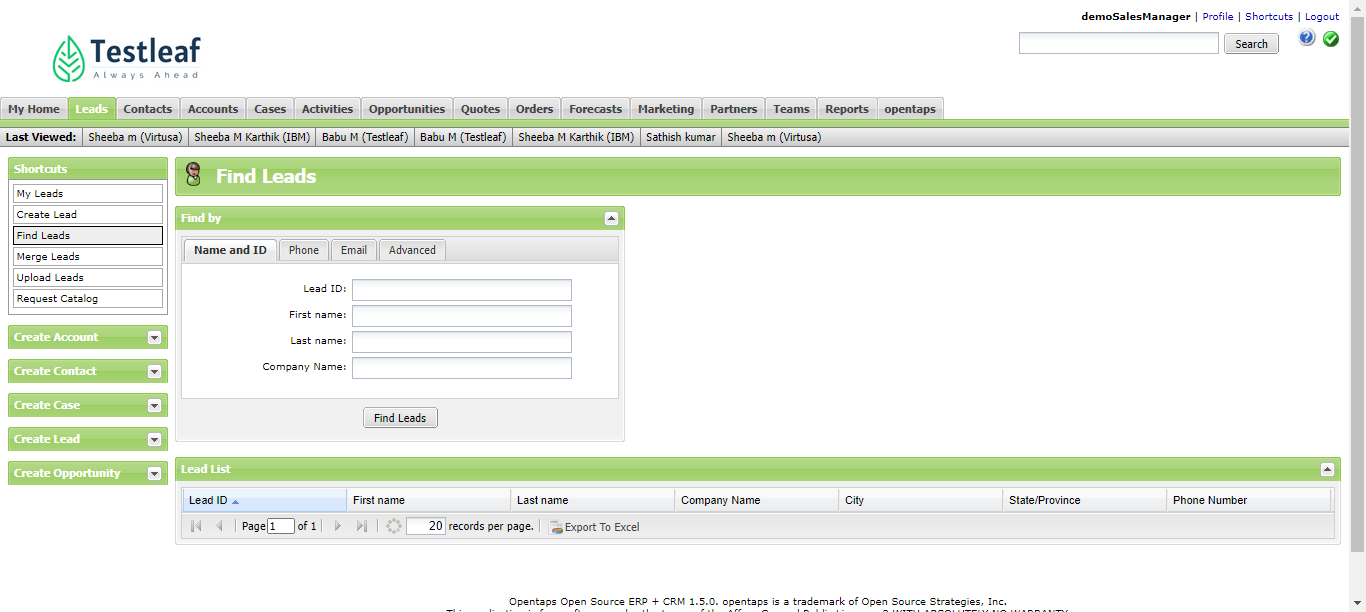 demoSalesManager | Profile | Shortcuts | Logout
Testleaf
Always Ahead
Search
?
My Home Leads Contacts Accounts Cases Activities Opportunities Quotes Orders Forecasts Marketing Partners Teams Reports opentaps
Last Viewed: Sheeba m (Virtusa) Sheeba M Karthik (IBM) Babu M (Testleaf) Babu M (Testleaf) Sheeba M Karthik (IBM) Sathish kumar Sheeba m (Virtusa)
Shortcuts
My Leads
Create Lead
Find Leads
Merge Leads
Upload Leads
Request Catalog
Create Account
Create Contact
Create Case
Create Lead
Create Opportunity
Find Leads
Find by
Name and ID Phone Email Advanced
Lead ID:
First name:
Last name:
Company Name:
Find Leads
Lead List
Lead ID First name Last name Company Name City State/Province Phone Number
Page 1 of 1 20 records per page. Export To Excel
Opentaps Open Source ERP + CRM 1.5.0. opentaps is a trademark of Open Source Strategies, Inc.